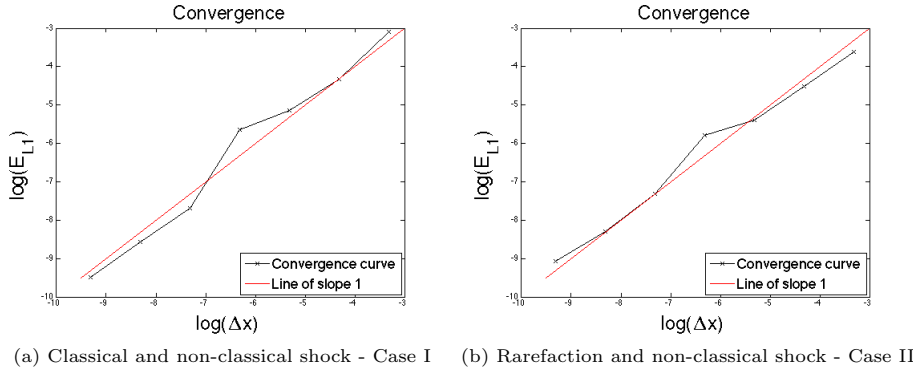 Convergence
-3
-4
-5
-6
-7
-8
-9
-10
log(E_L1)
-10 -9 -8 -7 -6 -5 -4 -3
log(Δx)
Convergence curve
Line of slope 1
(a) Classical and non-classical shock - Case I
Convergence
-3
-4
-5
-6
-7
-8
-9
-10
log(E_L1)
-10 -9 -8 -7 -6 -5 -4 -3
log(Δx)
Convergence curve
Line of slope 1
(b) Rarefaction and non-classical shock - Case II